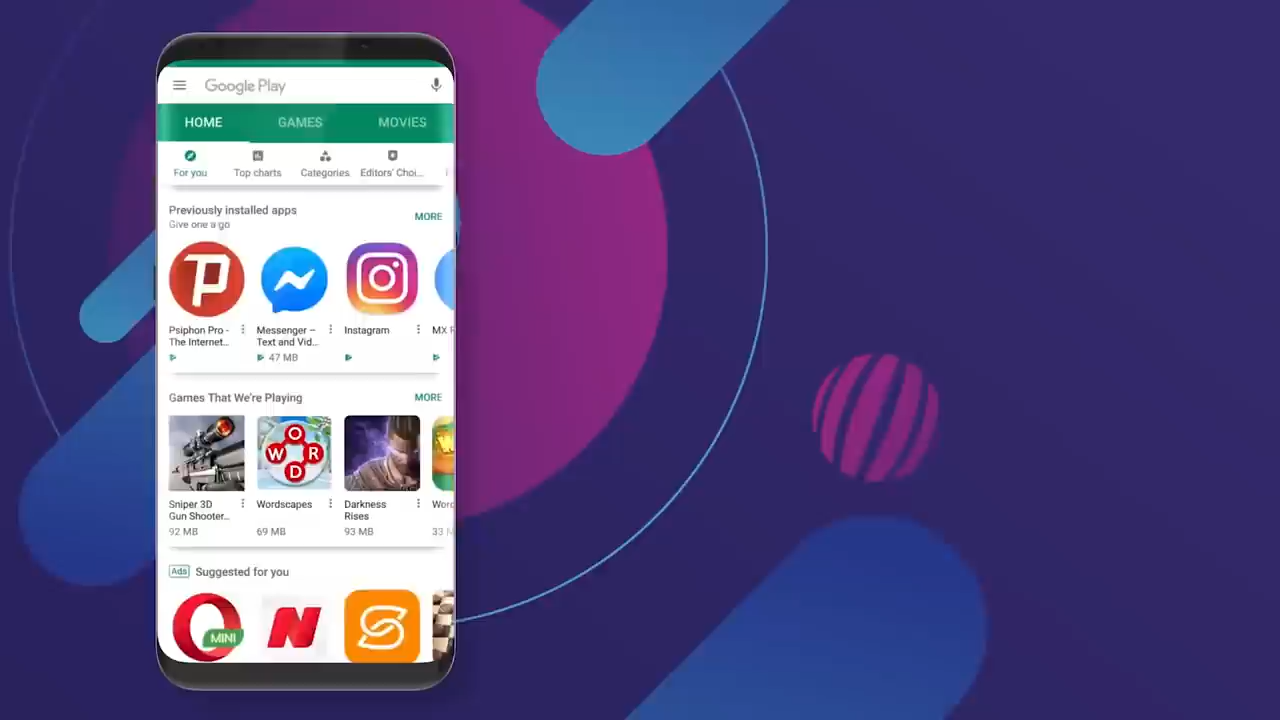 Google Play
HOME GAMES MOVIES
For you Top charts Categories Editors' Choi...
Previously installed apps
MORE
Give one a go
Psiphon Pro - Messenger – Instagram MX
The Internet... Text and Vid...
47 MB
Games That We're Playing MORE
W O R D
Sniper 3D Wordscapes Darkness Word
Gun Shooter... Rises
92 MB 69 MB 93 MB 33
Ads Suggested for you
MINI